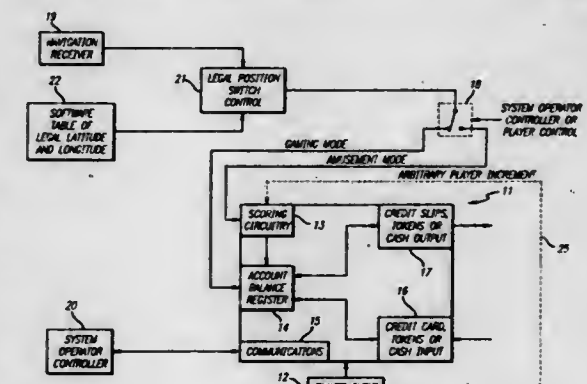 19
NAVIGATION
RECEIVER
22
SOFTWARE
TABLE OF
LEGAL LATITUDE
AND LONGITUDE
21
LEGAL POSITION
SWITCH
CONTROL
18
SYSTEM OPERATOR
CONTROLLER OR
PLAYER CONTROL
GAMING MODE
AMUSEMENT MODE
ARBITRARY PLAYER INCREMENT
11
SCORING
CIRCUITRY
13
CREDIT SLIPS,
TOKENS OR
CASH OUTPUT
17
25
ACCOUNT
BALANCE
REGISTER
14
16
CREDIT CARD,
TOKENS OR
CASH INPUT
20
SYSTEM
OPERATOR
CONTROLLER
15
COMMUNICATIONS
12